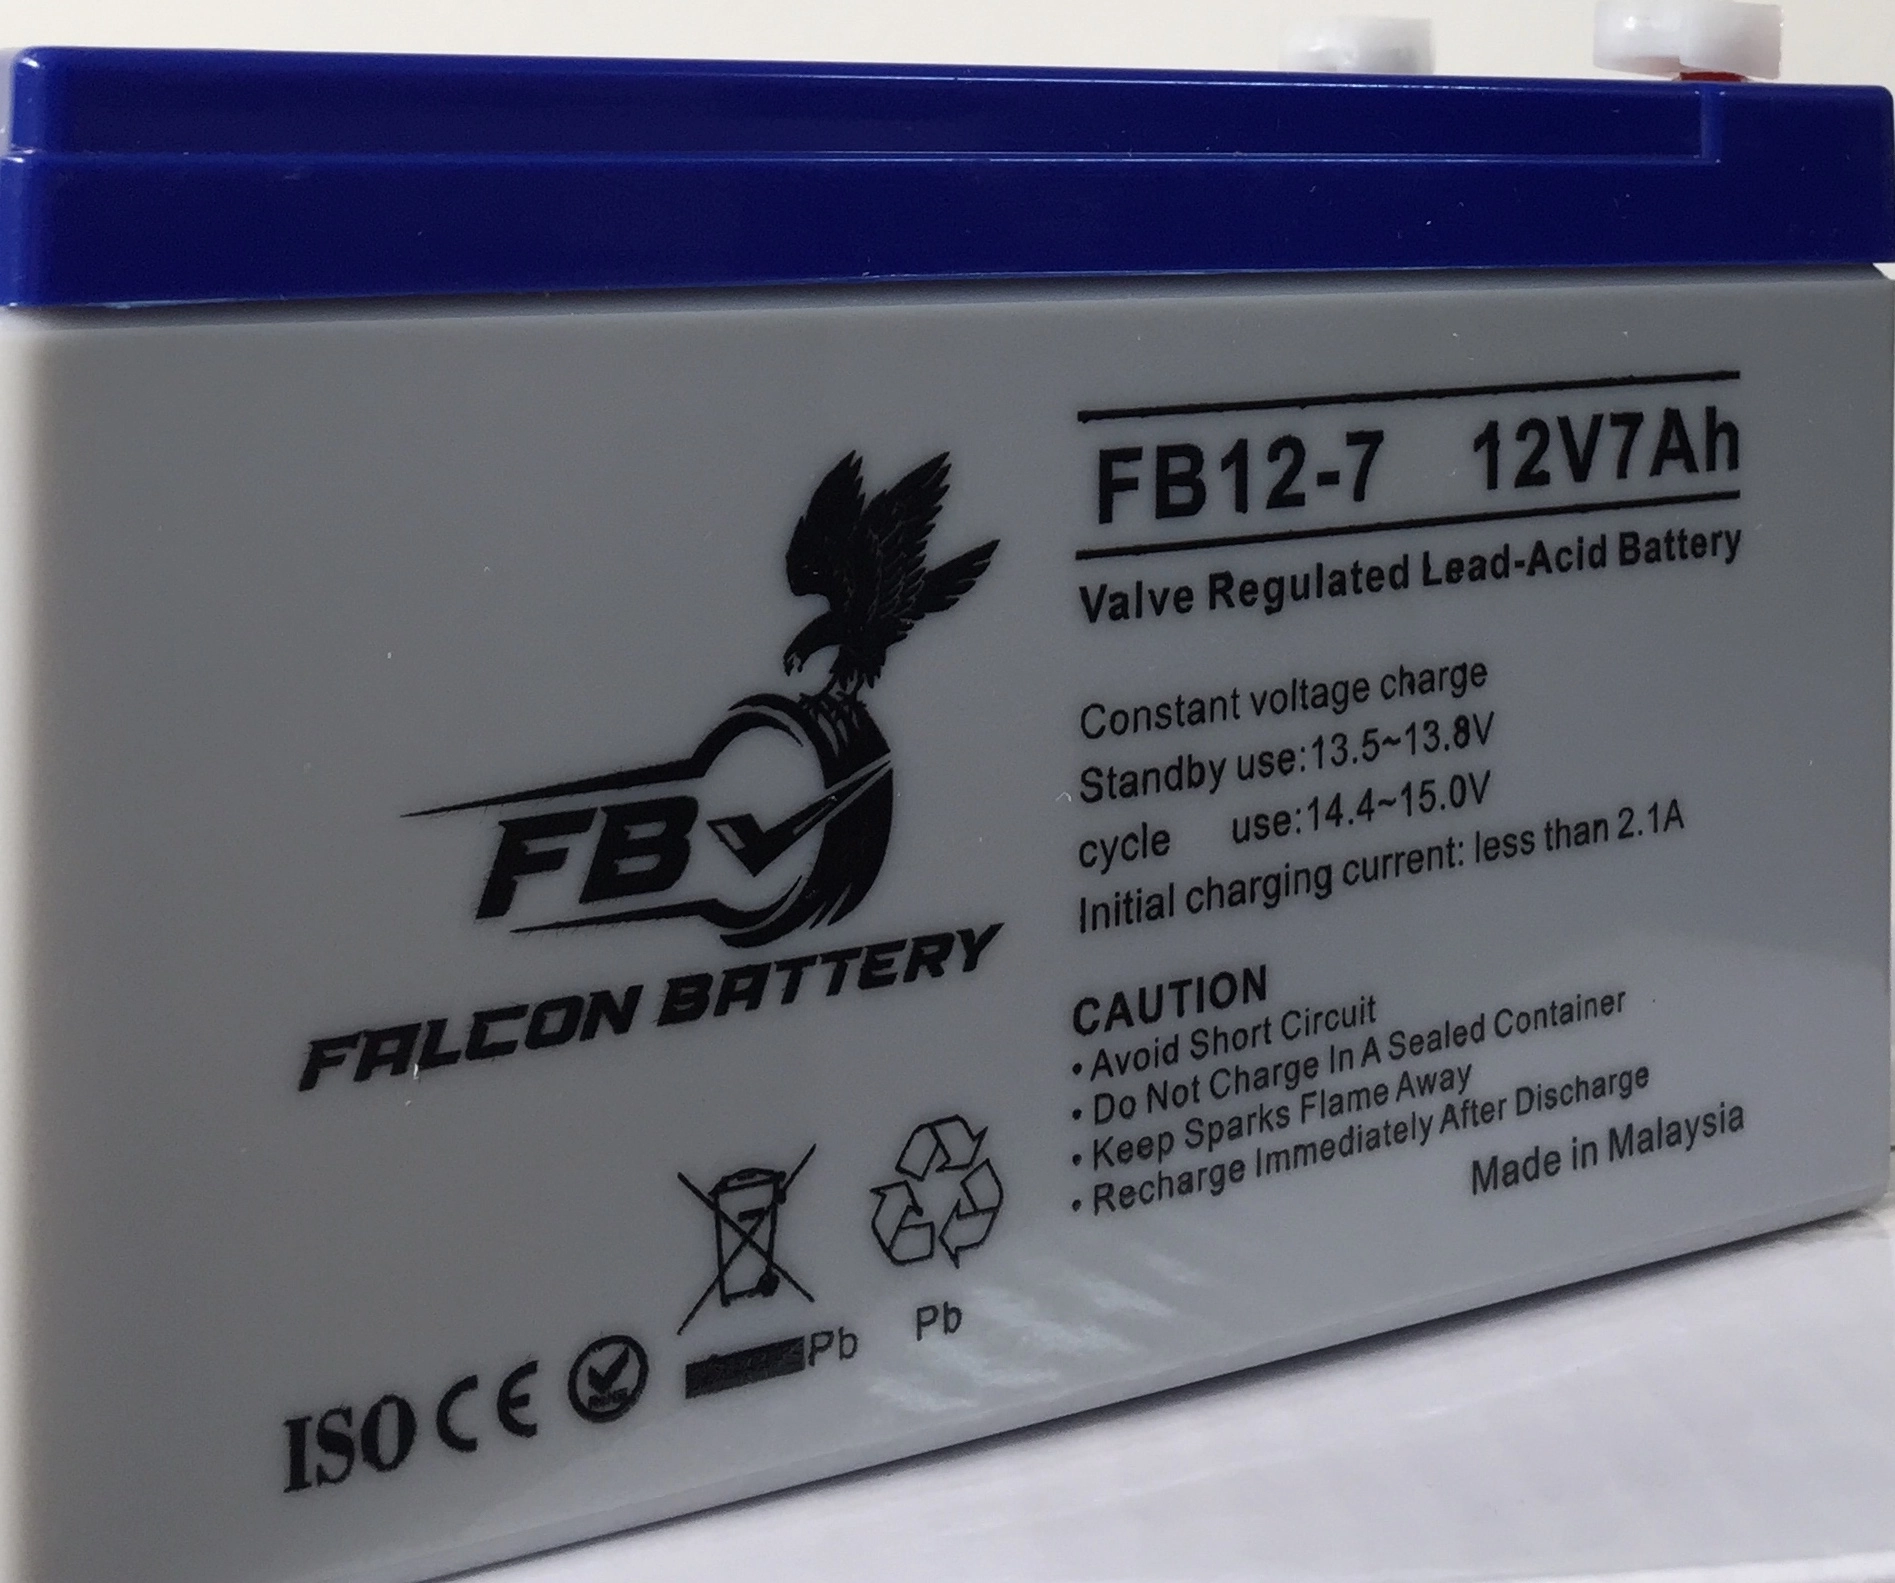 FB12-7 12V7Ah
Valve Regulated Lead-Acid Battery
Constant voltage charge
Standby use:13.5~13.8V
cycle use:14.4~15.0V
Initial charging current: less than 2.1A
FB
FALCON BATTERY
CAUTION
• Avoid Short Circuit
• Do Not Charge In A Sealed Container
• Keep Sparks Flame Away
• Recharge Immediately After Discharge
Made in Malaysia
ISO CE
Pb
Pb